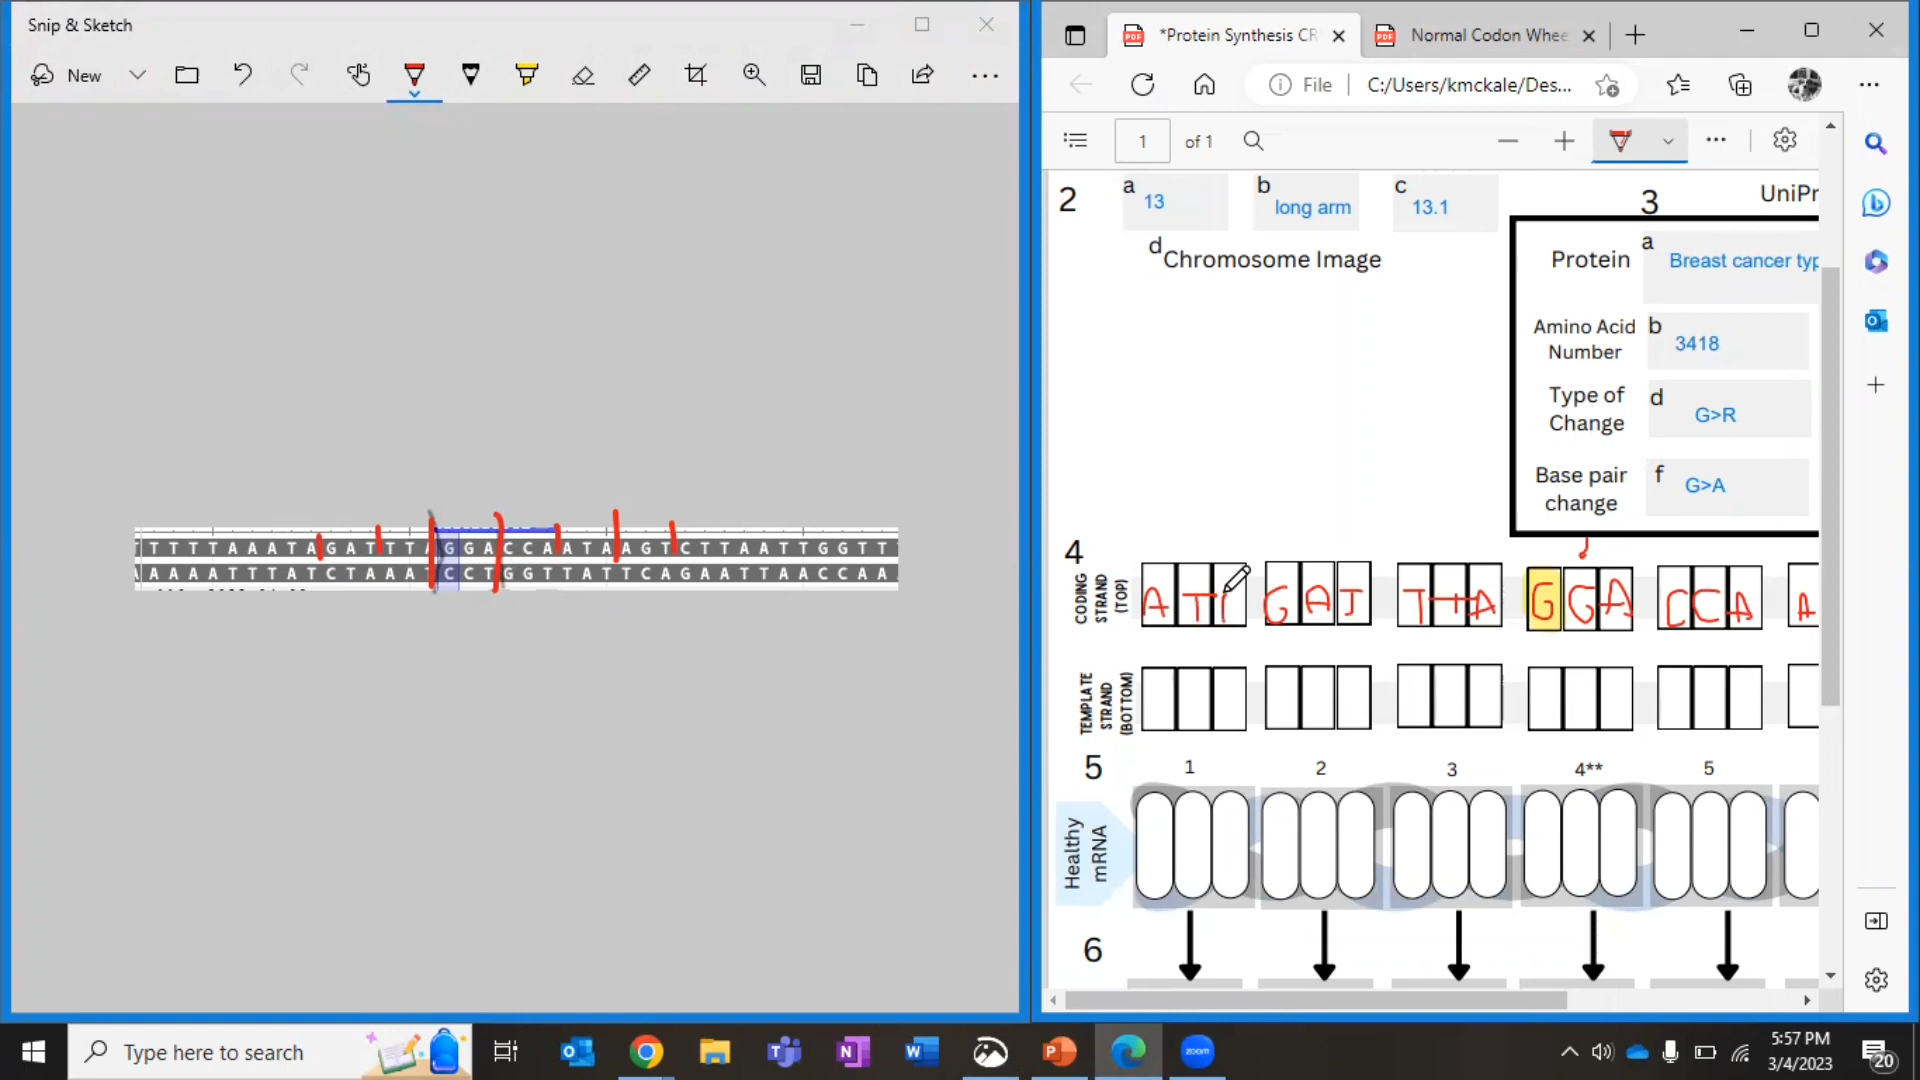 Snip & Sketch
New
T T T T A A A T A G A T T T A G G A C C A A T A A G T C T T A A T T G G T T
A A A A A T T T A T C T A A A C C T G G T T A T T C A G A A T T A A C C A A
*Protein Synthesis CR
Normal Codon Whee
File
C:/Users/kmckale/Des...
1 of 1
2
a 13
b long arm
c 13.1
3
UniPr
d Chromosome Image
Protein
a Breast cancer typ
Amino Acid Number
b 3418
Type of Change
d G>R
Base pair change
f G>A
4
CODING STRAND (TOP)
A T
G A T
T T A
G G A
C C A
A
TEMPLATE STRAND (BOTTOM)
5
1 2 3 4** 5
Healthy mRNA
6
Type here to search
zoom
5:57 PM
3/4/2023
20